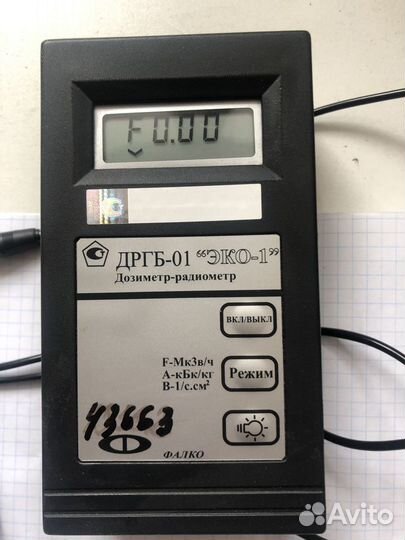 F0.00
ДРГБ-01 "ЭКО-1"
Дозиметр-радиометр
ВКЛ/ВЫКЛ
F-МкЗв/ч
А-кБк/кг
В-1/с.см²
Режим
43663
ФАЛКО
Avito